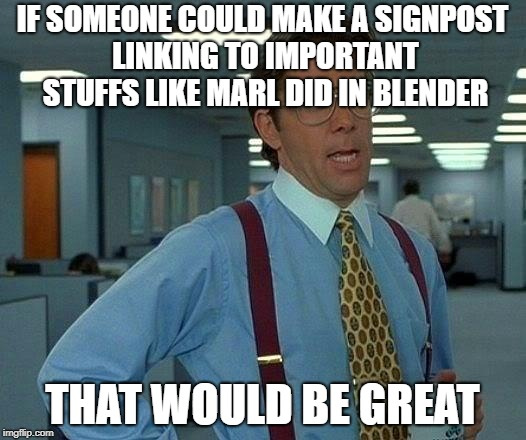 IF SOMEONE COULD MAKE A SIGNPOST
LINKING TO IMPORTANT
STUFFS LIKE MARL DID IN BLENDER
THAT WOULD BE GREAT
imgflip.com